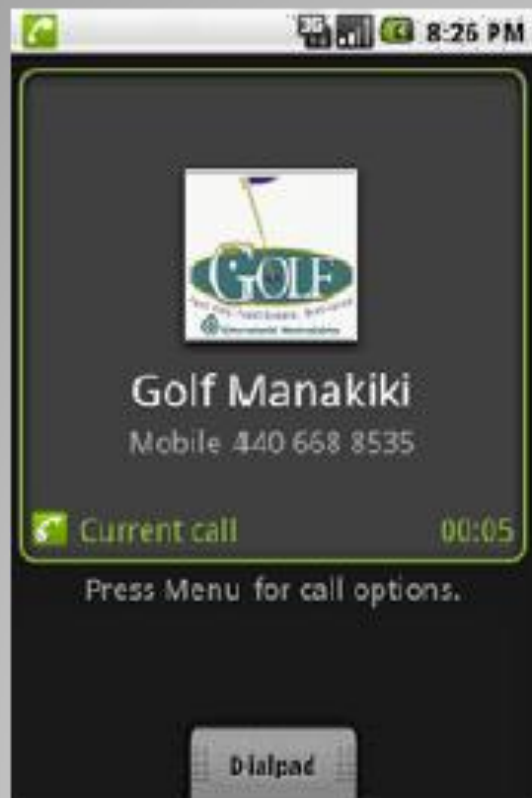 3G
8:26 PM
GOLF
Golf Manakiki
Mobile 440 668 8535
Current call
00:05
Press Menu for call options.
Dialpad